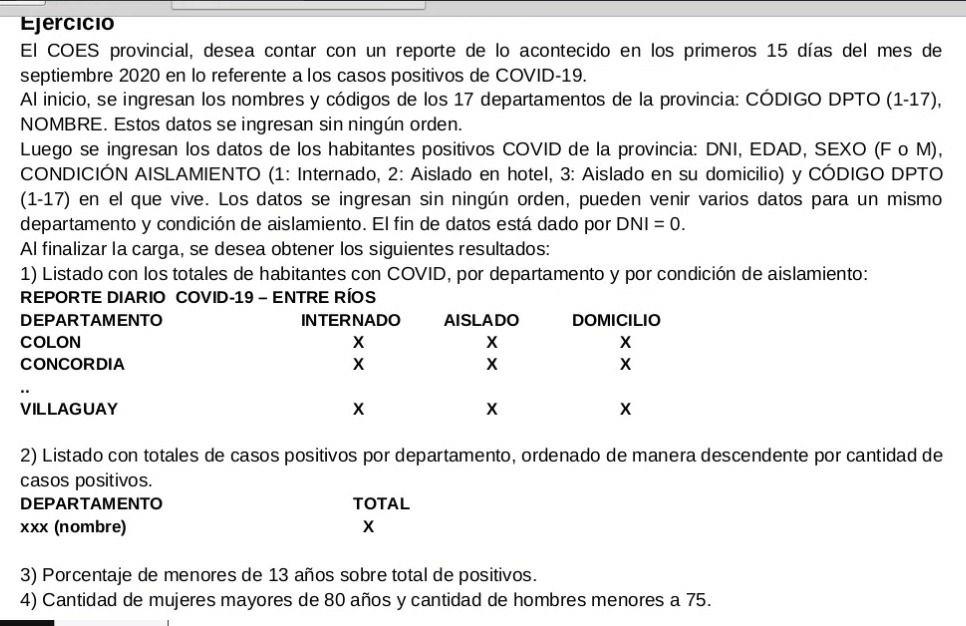 Ejercicio
El COES provincial, desea contar con un reporte de lo acontecido en los primeros 15 días del mes de
septiembre 2020 en lo referente a los casos positivos de COVID-19.
Al inicio, se ingresan los nombres y códigos de los 17 departamentos de la provincia: CÓDIGO DPTO (1-17),
NOMBRE. Estos datos se ingresan sin ningún orden.
Luego se ingresan los datos de los habitantes positivos COVID de la provincia: DNI, EDAD, SEXO (F o M),
CONDICIÓN AISLAMIENTO (1: Internado, 2: Aislado en hotel, 3: Aislado en su domicilio) y CÓDIGO DPTO
(1-17) en el que vive. Los datos se ingresan sin ningún orden, pueden venir varios datos para un mismo
departamento y condición de aislamiento. El fin de datos está dado por DNI = 0.
Al finalizar la carga, se desea obtener los siguientes resultados:
1) Listado con los totales de habitantes con COVID, por departamento y por condición de aislamiento:
REPORTE DIARIO COVID-19 – ENTRE RÍOS
DEPARTAMENTO INTERNADO AISLADO DOMICILIO
COLON X X X
CONCORDIA X X X
..
VILLAGUAY X X X
2) Listado con totales de casos positivos por departamento, ordenado de manera descendente por cantidad de
casos positivos.
DEPARTAMENTO TOTAL
xxx (nombre) X
3) Porcentaje de menores de 13 años sobre total de positivos.
4) Cantidad de mujeres mayores de 80 años y cantidad de hombres menores a 75.